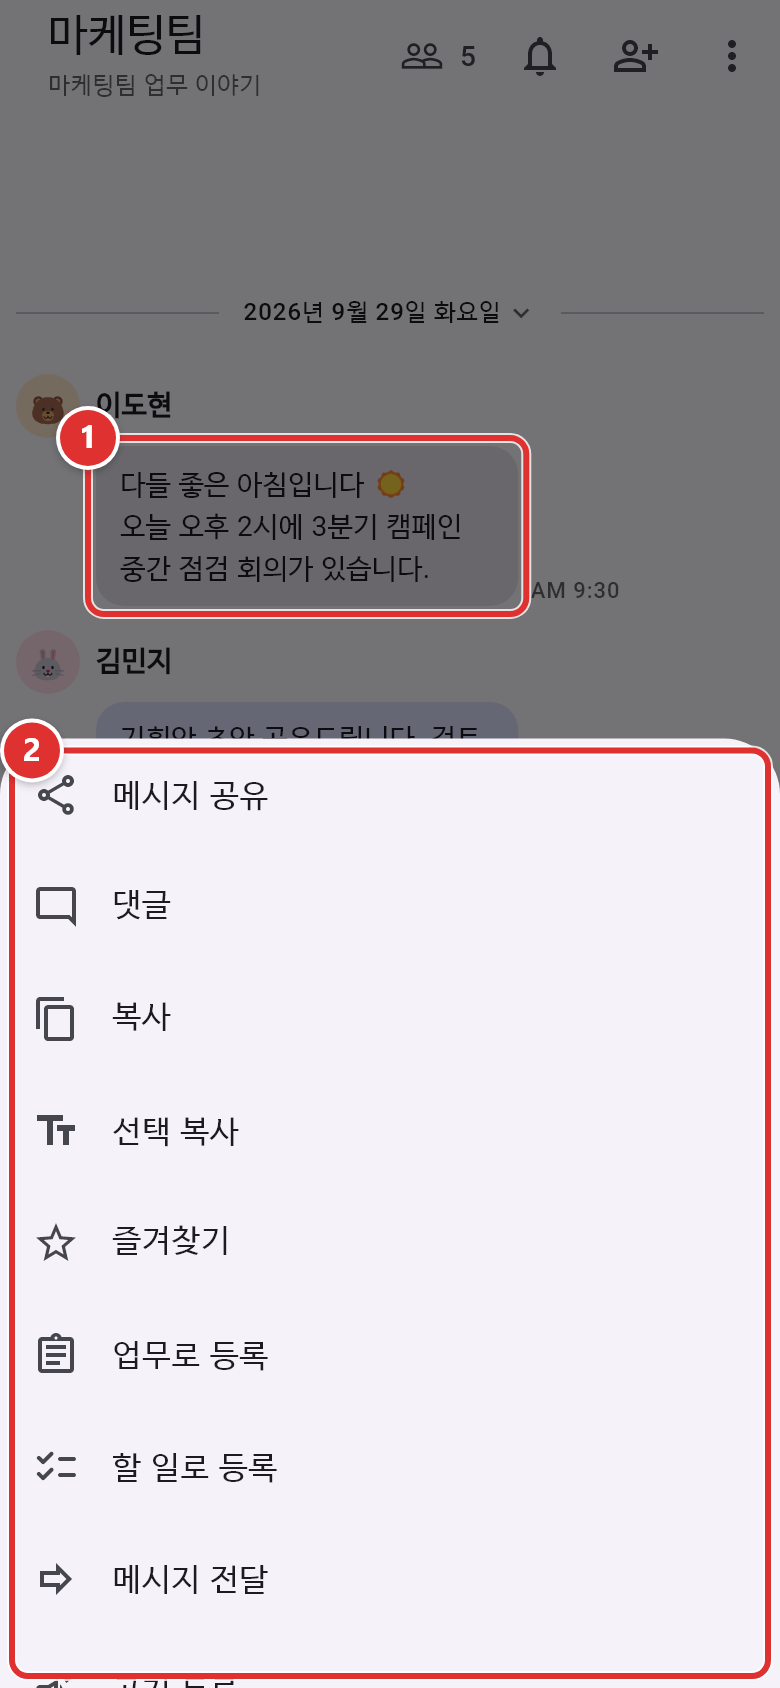 마케팅팀
마케팅팀 업무 이야기
5
2026년 9월 29일 화요일
이도현
1
다들 좋은 아침입니다
오늘 오후 2시에 3분기 캠페인
중간 점검 회의가 있습니다.
AM 9:30
김민지
2
메시지 공유
댓글
복사
선택 복사
즐겨찾기
업무로 등록
할 일로 등록
메시지 전달